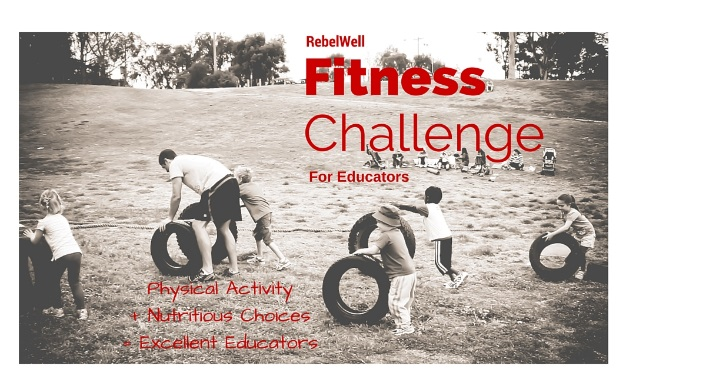 RebelWell
Fitness
Challenge
For Educators
Physical Activity
+ Nutritious Choices
= Excellent Educators